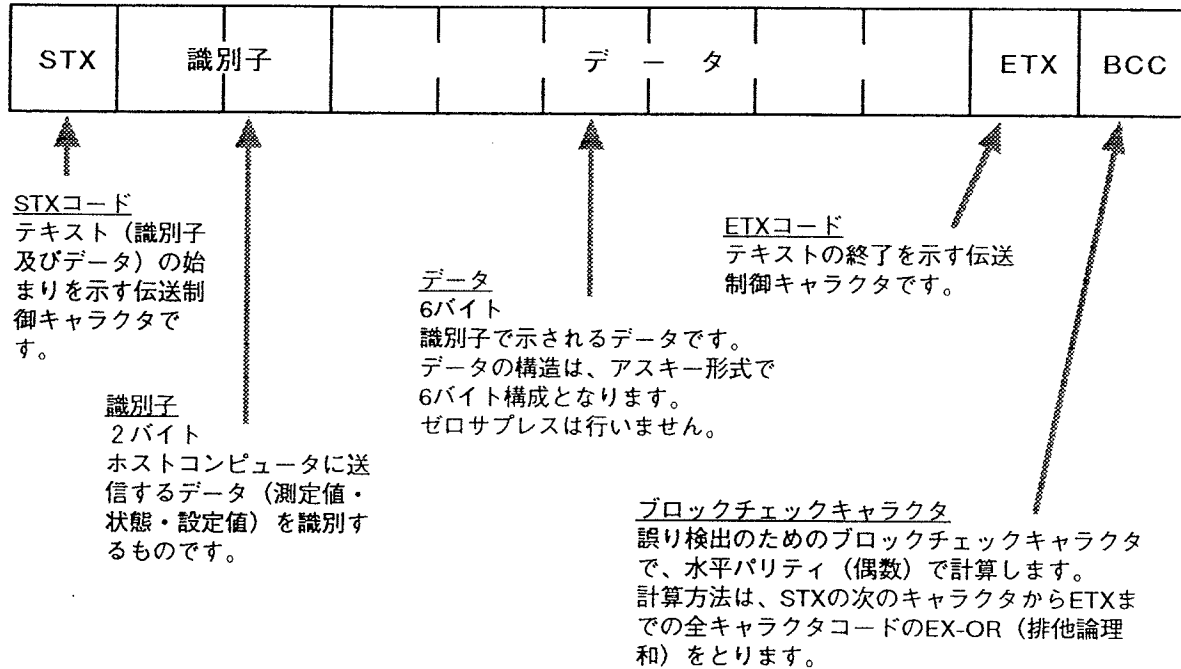 STX 識別子 データ ETX BCC
STXコード
テキスト（識別子
及びデータ）の始
まりを示す伝送制
御キャラクタで
す。
識別子
2バイト
ホストコンピュータに送
信するデータ（測定値・
状態・設定値）を識別す
るものです。
データ
6バイト
識別子で示されるデータです。
データの構造は、アスキー形式で
6バイト構成となります。
ゼロサプレスは行いません。
ETXコード
テキストの終了を示す伝送
制御キャラクタです。
ブロックチェックキャラクタ
誤り検出のためのブロックチェックキャラクタ
で、水平パリティ（偶数）で計算します。
計算方法は、STXの次のキャラクタからETXま
での全キャラクタコードのEX-OR（排他論理
和）をとります。